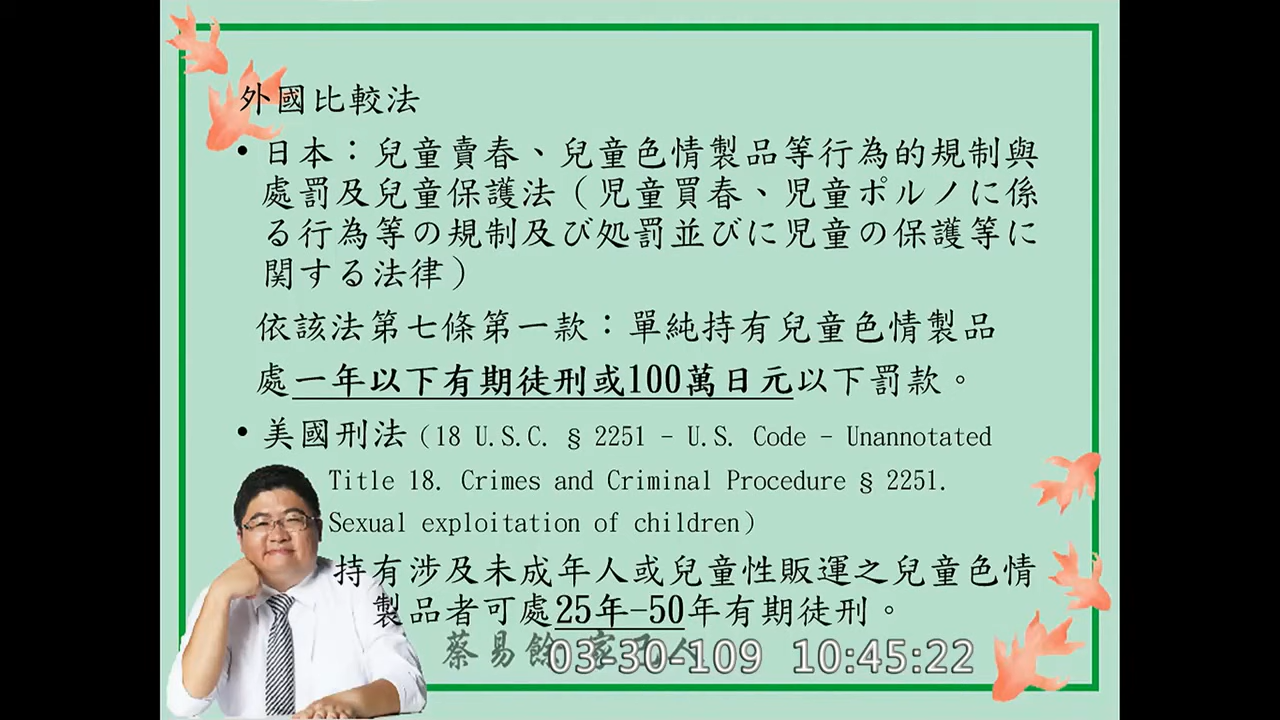 外國比較法
• 日本：兒童賣春、兒童色情製品等行為的規制與
處罰及兒童保護法（児童買春、児童ポルノに係
る行為等の規制及び処罰並びに児童の保護等に
関する法律）
依該法第七條第一款：單純持有兒童色情製品
處一年以下有期徒刑或100萬日元以下罰款。
• 美國刑法（18 U.S.C. § 2251 - U.S. Code - Unannotated
Title 18. Crimes and Criminal Procedure § 2251.
Sexual exploitation of children）
持有涉及未成年人或兒童性販運之兒童色情
製品者可處25年-50年有期徒刑。
蔡易餘
03-30-109 10:45:22